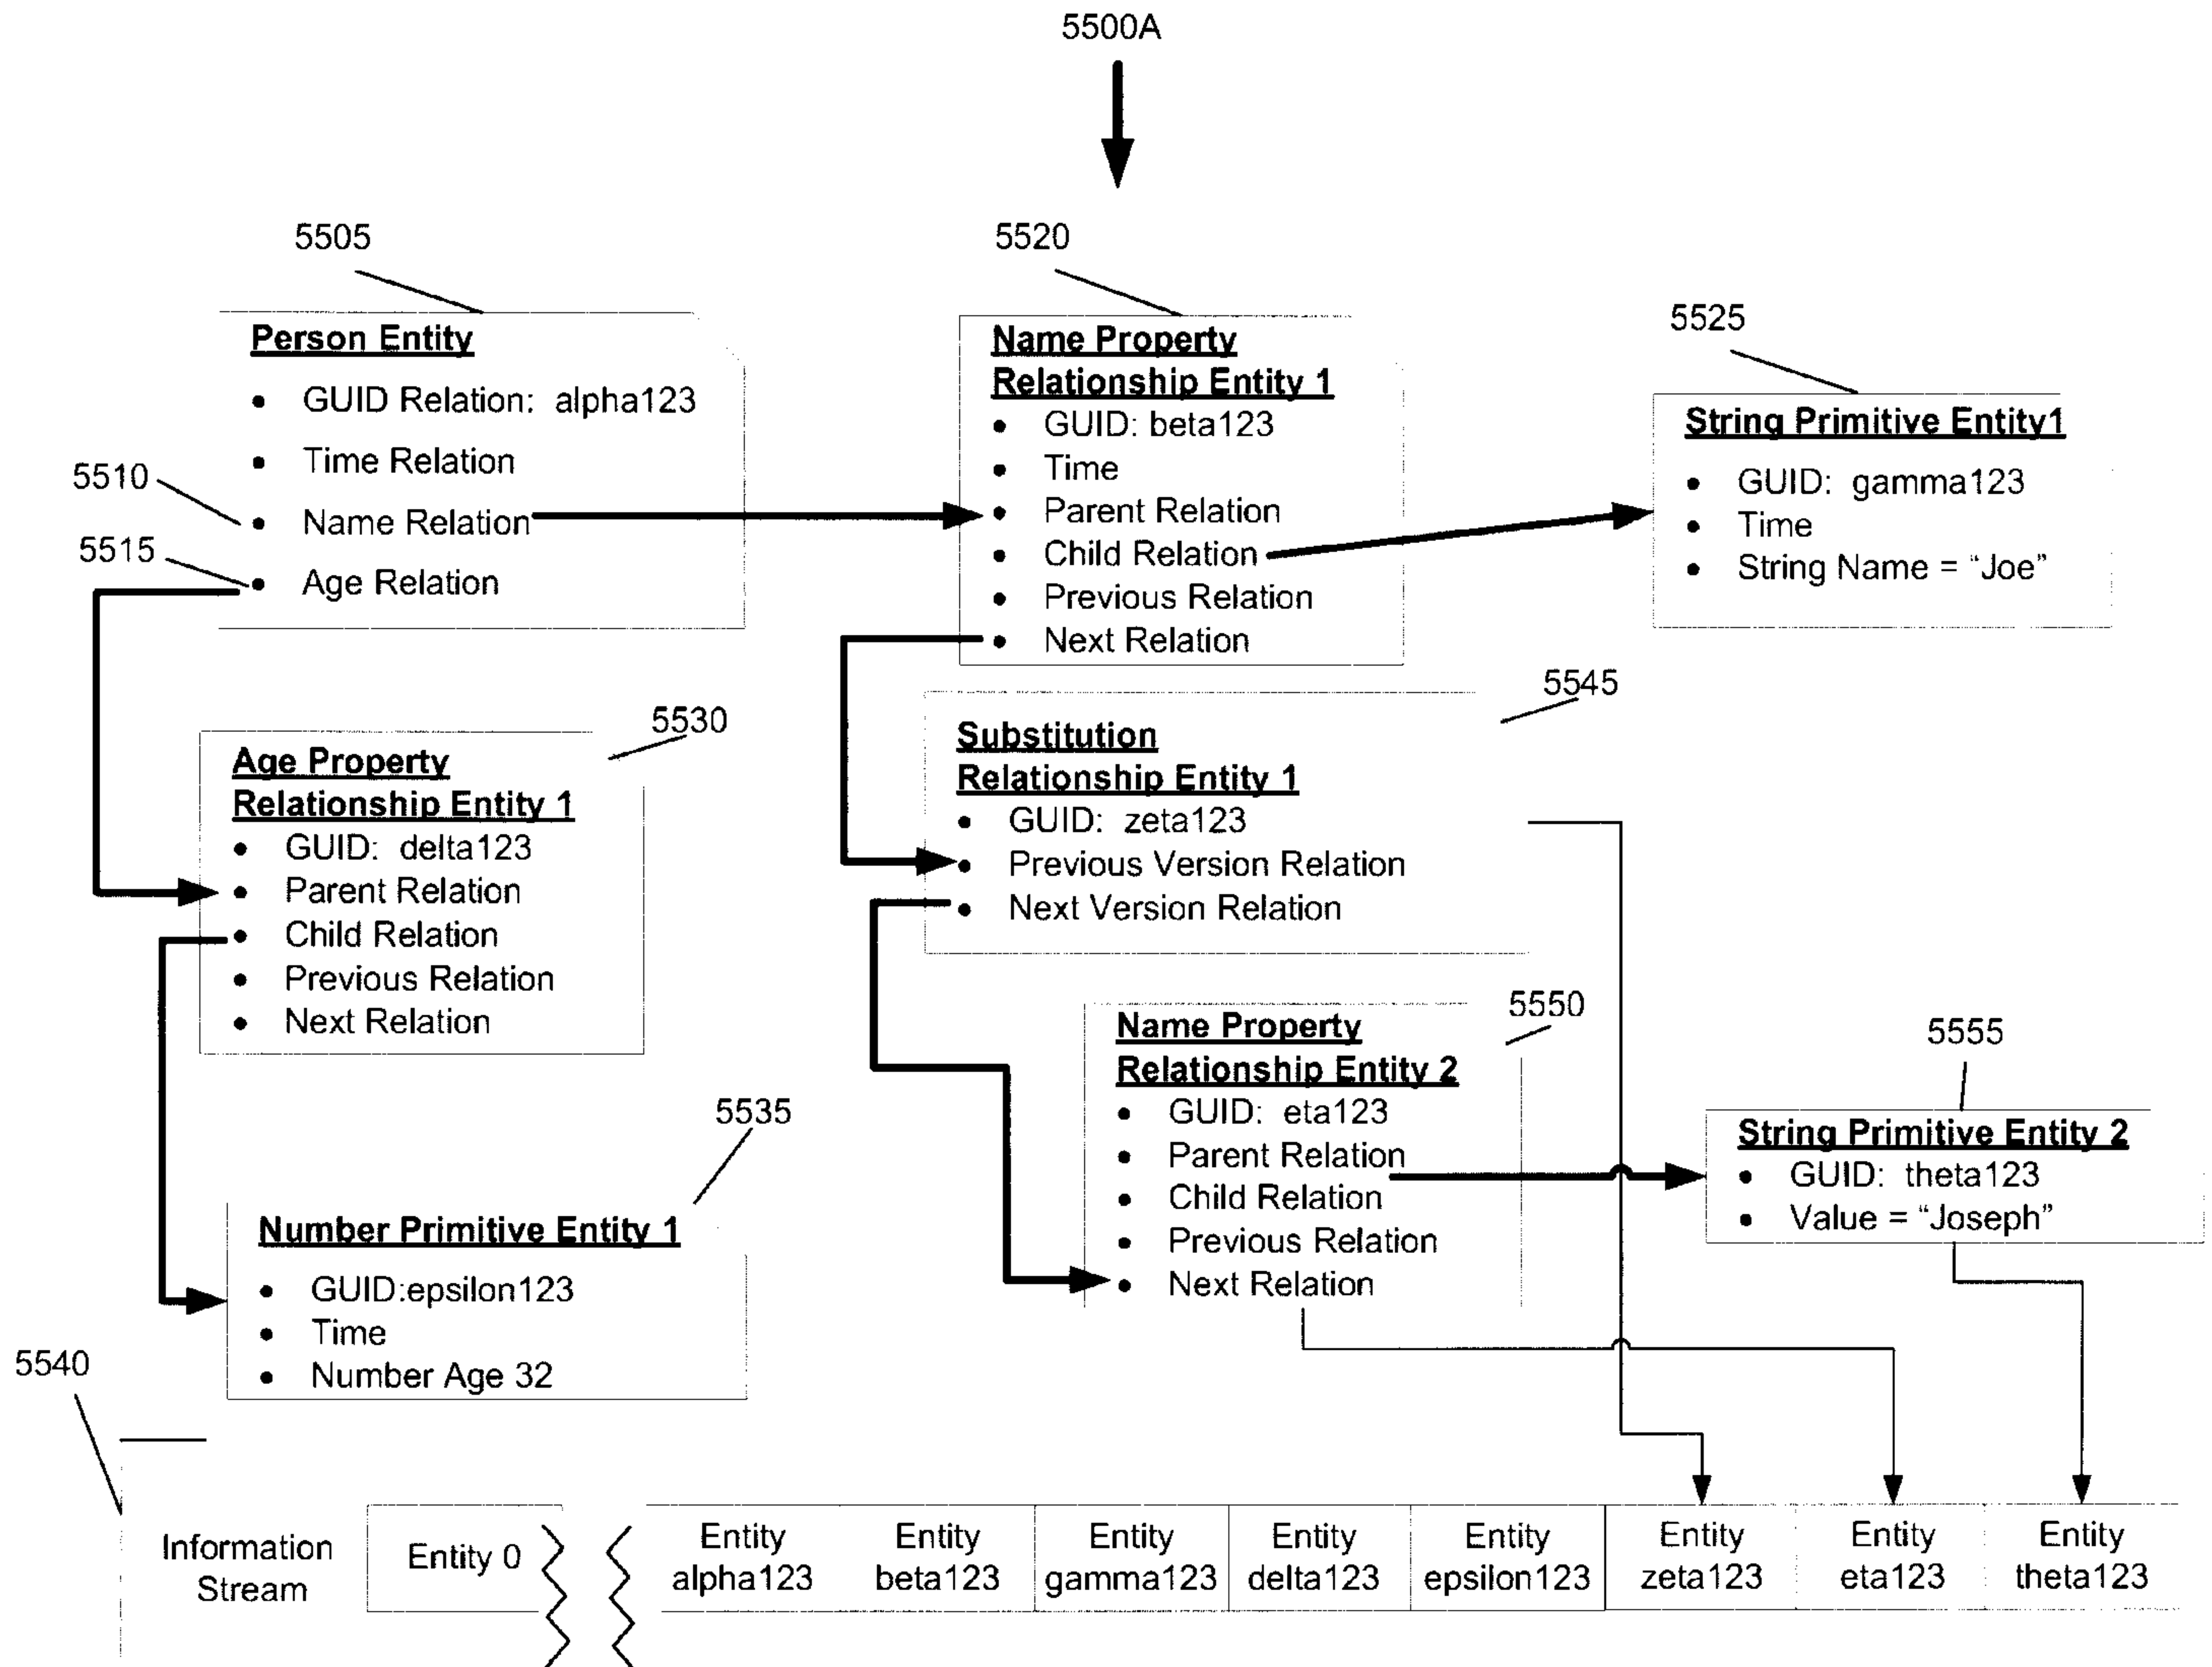 5500A
5505
Person Entity
• GUID Relation: alpha123
• Time Relation
5510
• Name Relation
5515
• Age Relation
5520
Name Property
Relationship Entity 1
• GUID: beta123
• Time
• Parent Relation
• Child Relation
• Previous Relation
• Next Relation
5525
String Primitive Entity1
• GUID: gamma123
• Time
• String Name = “Joe”
5530
Age Property
Relationship Entity 1
• GUID: delta123
• Parent Relation
• Child Relation
• Previous Relation
• Next Relation
5545
Substitution
Relationship Entity 1
• GUID: zeta123
• Previous Version Relation
• Next Version Relation
5550
Name Property
Relationship Entity 2
• GUID: eta123
• Parent Relation
• Child Relation
• Previous Relation
• Next Relation
5555
String Primitive Entity 2
• GUID: theta123
• Value = “Joseph”
5535
Number Primitive Entity 1
• GUID:epsilon123
• Time
• Number Age 32
5540
Information
Stream
Entity 0
Entity
alpha123
Entity
beta123
Entity
gamma123
Entity
delta123
Entity
epsilon123
Entity
zeta123
Entity
eta123
Entity
theta123